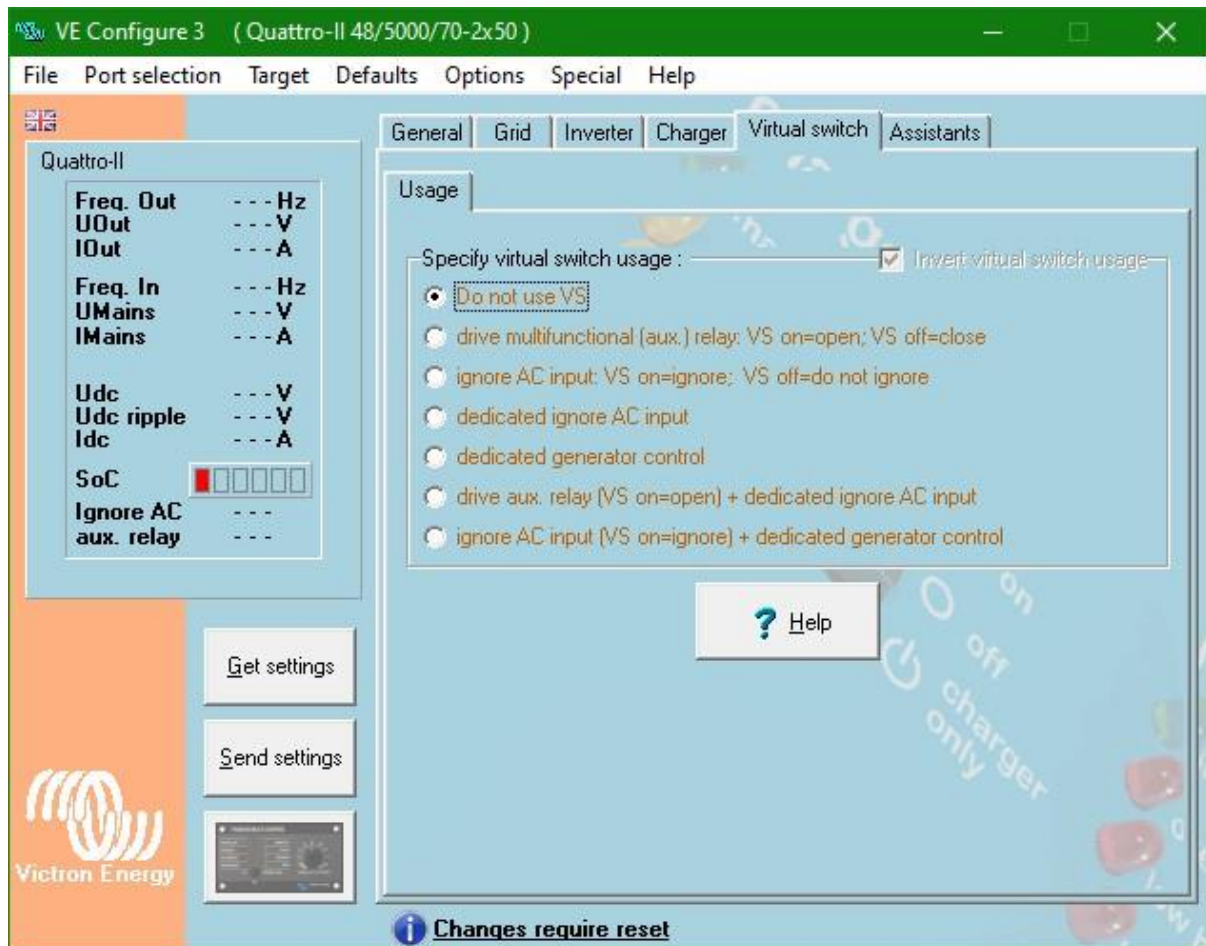 VE Configure 3 ( Quattro-II 48/5000/70-2x50 )
File Port selection Target Defaults Options Special Help
General Grid Inverter Charger Virtual switch Assistants
Quattro-II
Freq. Out - - - Hz
UOut - - - V
IOut - - - A
Freq. In - - - Hz
UMains - - - V
IMains - - - A
Udc - - - V
Udc ripple - - - V
Idc - - - A
SoC
Ignore AC - - -
aux. relay - - -
Get settings
Send settings
Victron Energy
Usage
Specify virtual switch usage : Invert virtual switch usage
Do not use VS
drive multifunctional (aux.) relay: VS on=open; VS off=close
ignore AC input: VS on=ignore; VS off=do not ignore
dedicated ignore AC input
dedicated generator control
drive aux. relay (VS on=open) + dedicated ignore AC input
ignore AC input (VS on=ignore) + dedicated generator control
? Help
on
off
charger
only
Changes require reset